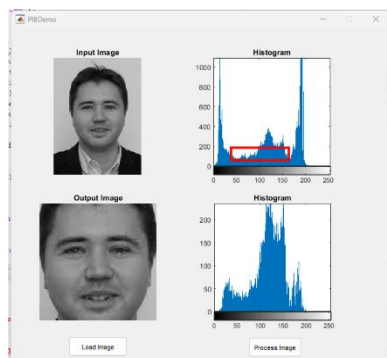 PIBDemo
Input Image
Histogram
1000
800
600
400
200
0
0 50 100 150 200 250
Output Image
Histogram
200
150
100
50
0
0 50 100 150 200 250
Load Image
Process Image